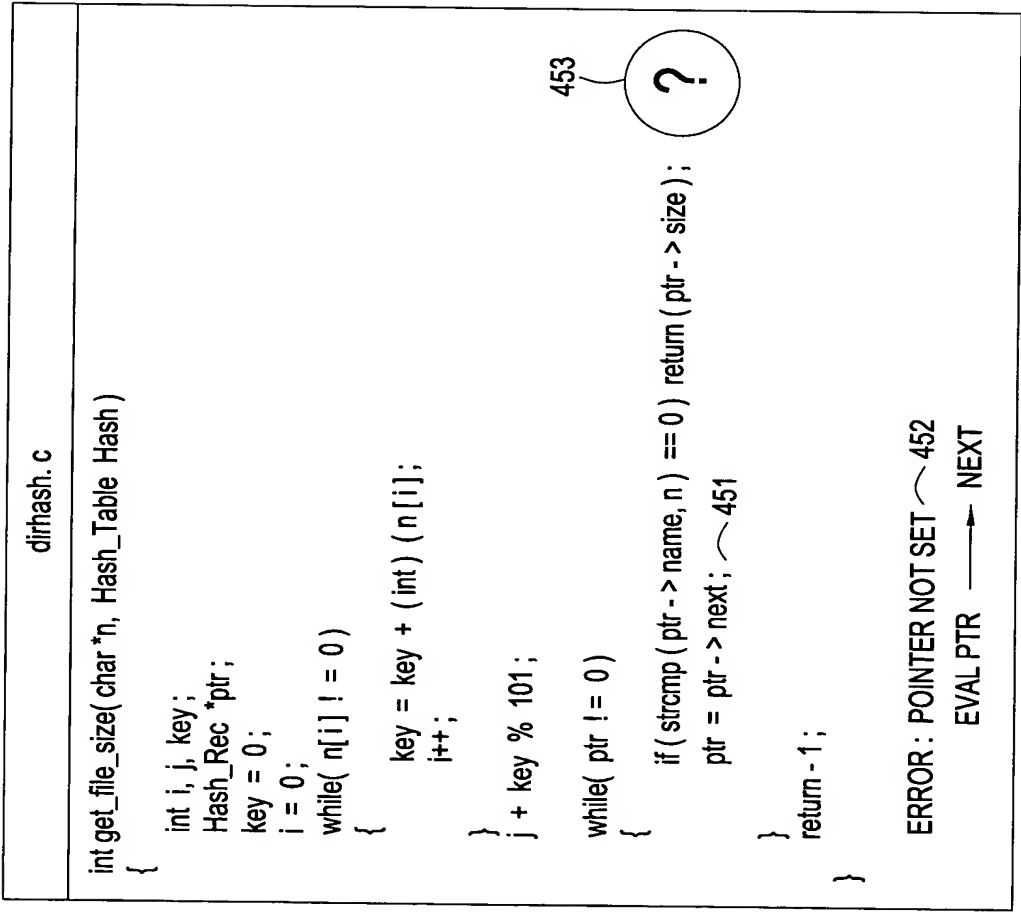 dirhash. c
int get_file_size( char *n, Hash_Table Hash )
{
int i, j, key ;
Hash_Rec *ptr ;
key = 0 ;
i = 0 ;
while( n[ i ] ! = 0 )
{
key = key + ( int ) ( n [ i ] ;
i++ ;
}
j + key % 101 ;
while( ptr ! = 0 )
{
if ( strcmp ( ptr - > name, n ) == 0 ) return ( ptr - > size ) ; ? 453
ptr = ptr - > next ; 451
}
return - 1 ;
}
ERROR : POINTER NOT SET 452
EVAL PTR → NEXT